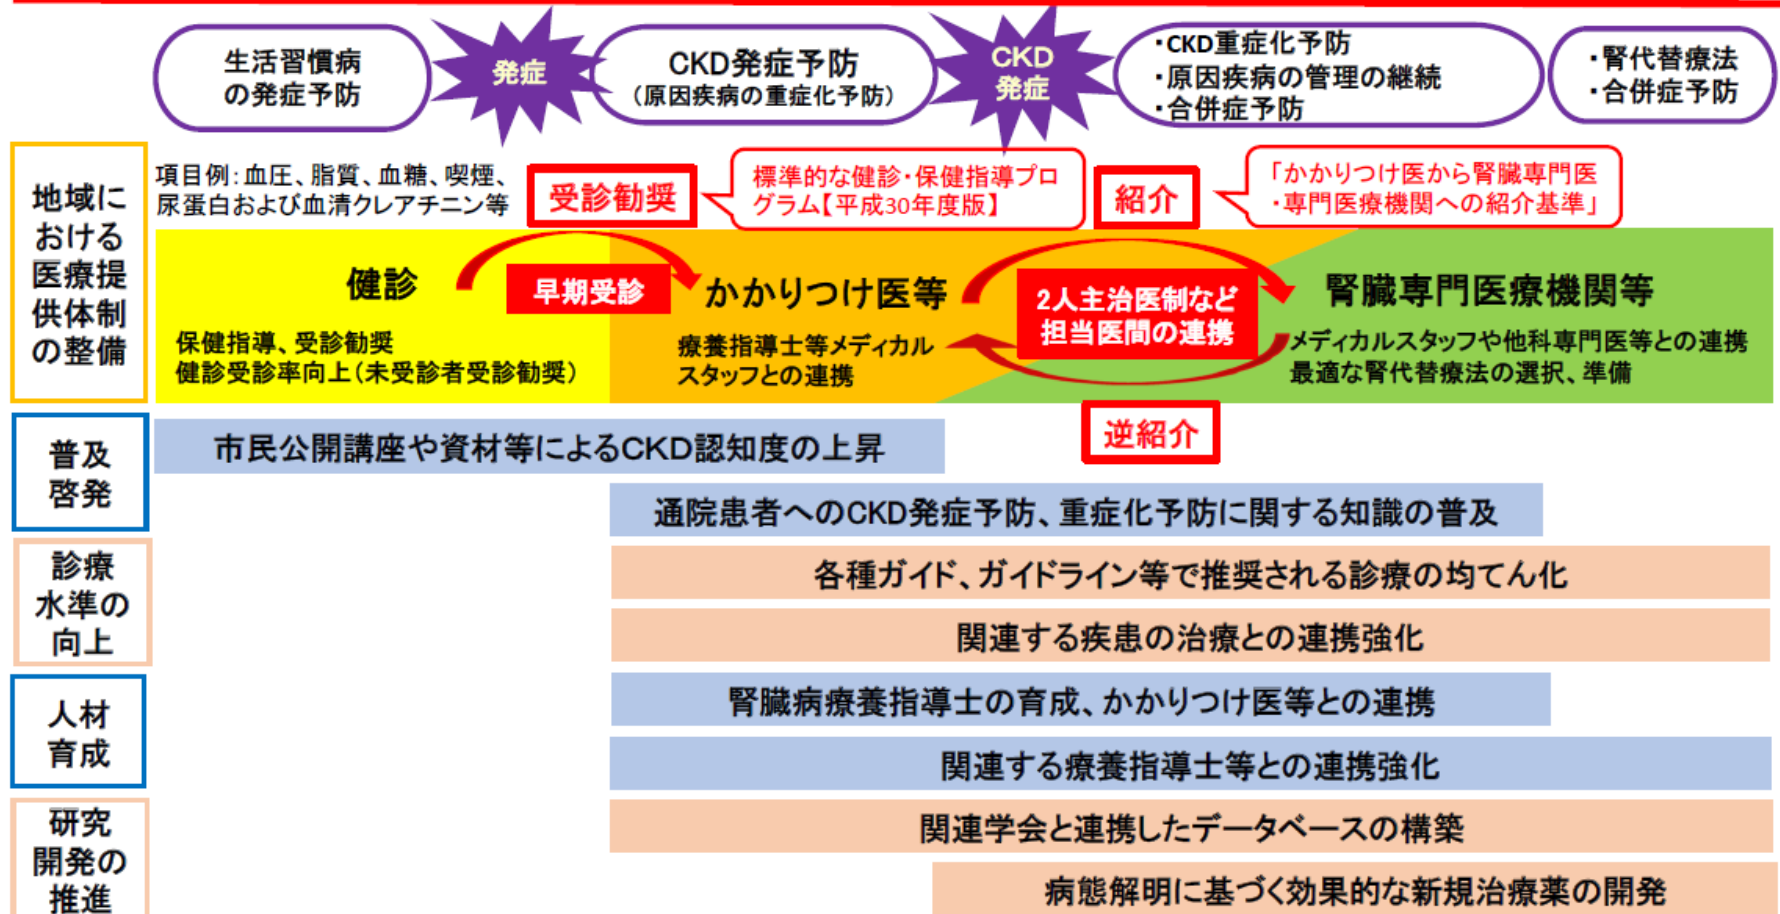 生活習慣病
の発症予防
発症
CKD発症予防
（原因疾病の重症化予防）
CKD
発症
・CKD重症化予防
・原因疾病の管理の継続
・合併症予防
・腎代替療法
・合併症予防
地域に
おける
医療提
供体制
の整備
項目例：血圧、脂質、血糖、喫煙、
尿蛋白および血清クレアチニン等
受診勧奨
標準的な健診・保健指導プロ
グラム【平成30年度版】
紹介
「かかりつけ医から腎臓専門医
・専門医療機関への紹介基準」
健診
早期受診
かかりつけ医等
2人主治医制など
担当医間の連携
腎臓専門医療機関等
保健指導、受診勧奨
健診受診率向上（未受診者受診勧奨）
療養指導士等メディカル
スタッフとの連携
メディカルスタッフや他科専門医等との連携
最適な腎代替療法の選択、準備
逆紹介
普及
啓発
市民公開講座や資材等によるCKD認知度の上昇
通院患者へのCKD発症予防、重症化予防に関する知識の普及
診療
水準の
向上
各種ガイド、ガイドライン等で推奨される診療の均てん化
関連する疾患の治療との連携強化
人材
育成
腎臓病療養指導士の育成、かかりつけ医等との連携
関連する療養指導士等との連携強化
研究
開発の
推進
関連学会と連携したデータベースの構築
病態解明に基づく効果的な新規治療薬の開発